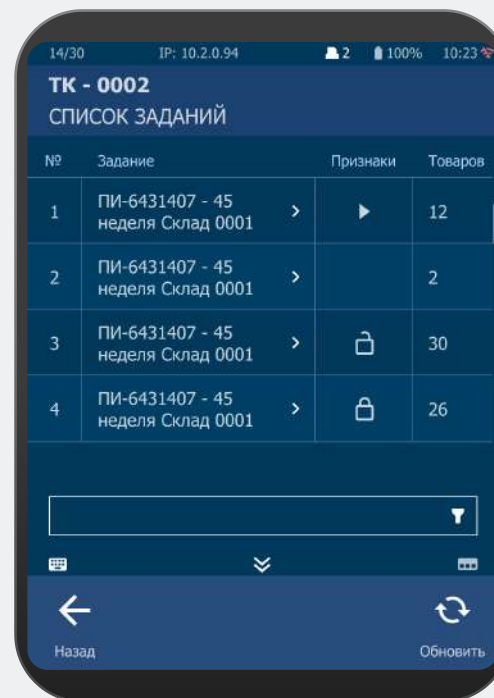 14/30 IP: 10.2.0.94 2 100% 10:23
ТК - 0002
СПИСОК ЗАДАНИЙ
№ Задание Признаки Товаров
1 ПИ-6431407 - 45 12
неделя Склад 0001
2 ПИ-6431407 - 45 2
неделя Склад 0001
3 ПИ-6431407 - 45 30
неделя Склад 0001
4 ПИ-6431407 - 45 26
неделя Склад 0001
Назад Обновить